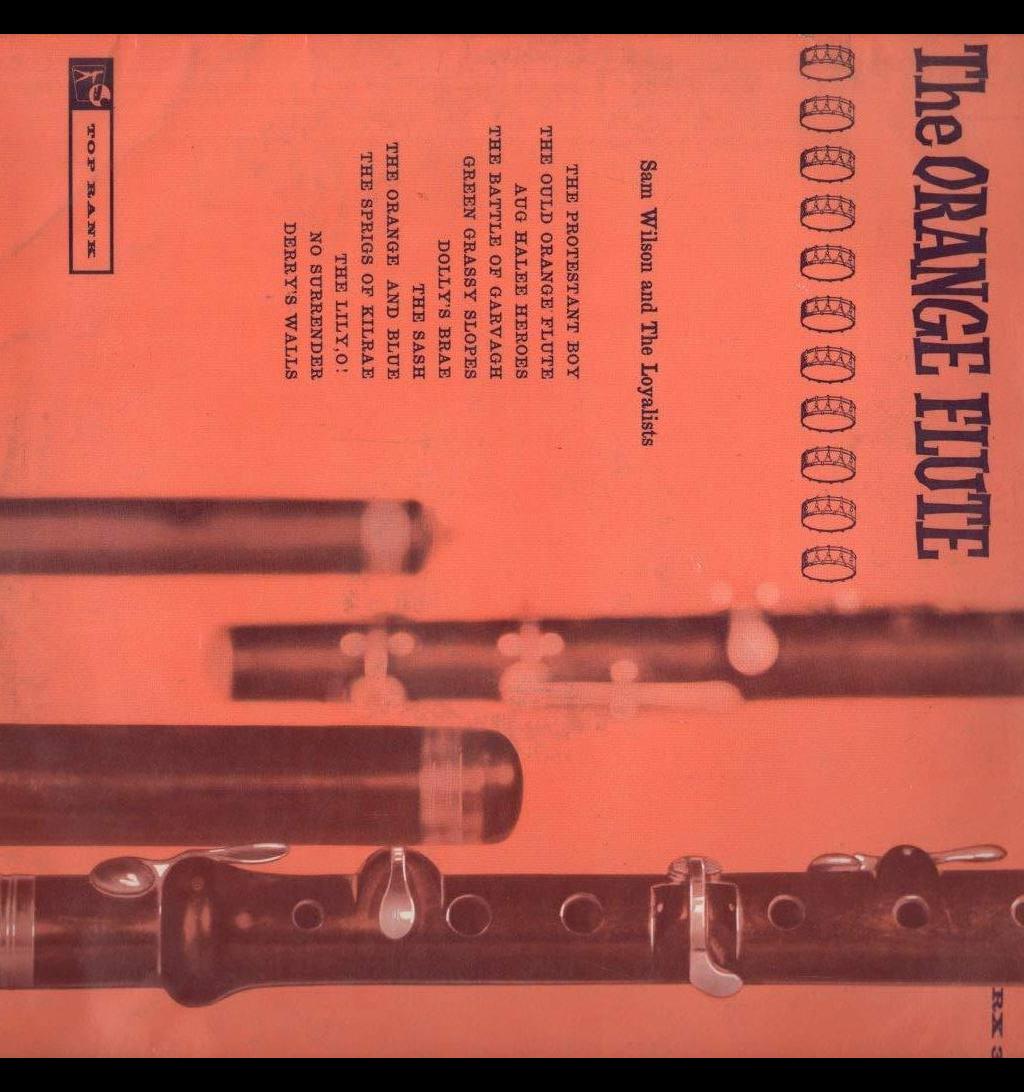 The ORANGE FLUTE
RX 3
Sam Wilson and The Loyalists
THE PROTESTANT BOY
THE OULD ORANGE FLUTE
AUG HALEE HEROES
THE BATTLE OF GARVAGH
GREEN GRASSY SLOPES
DOLLY'S BRAE
THE SASH
THE ORANGE AND BLUE
THE SPRIGS OF KILRAE
THE LILY,O!
NO SURRENDER
DERRY'S WALLS
TOP RANK